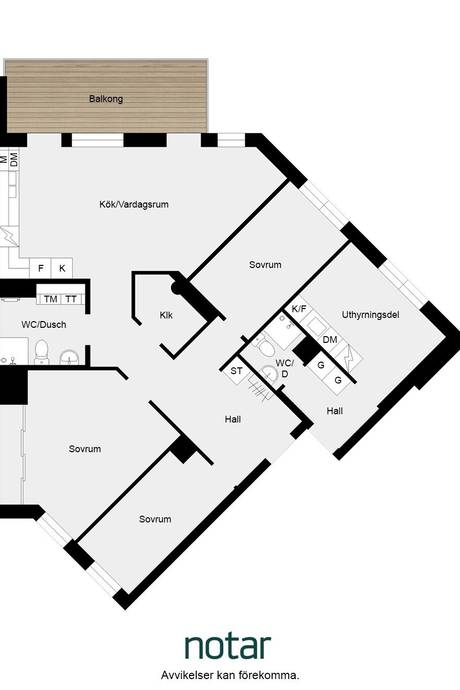 Balkong
M
DM
Kök/Vardagsrum
F
K
Sovrum
TM
TT
Klk
WC/Dusch
K/F
Uthyrningsdel
DM
WC/
D
G
G
ST
Hall
Hall
Sovrum
Sovrum
notar
Avvikelser kan förekomma.